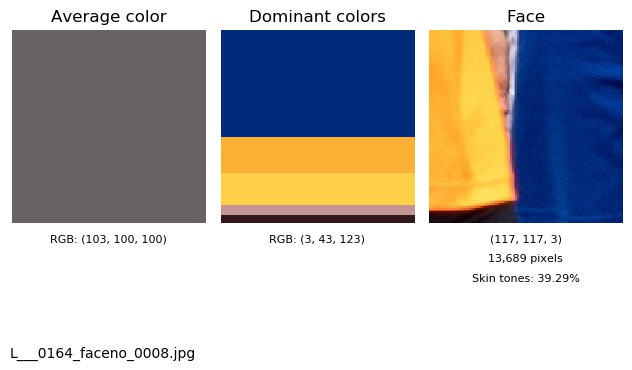 Average color
Dominant colors
Face
RGB: (103, 100, 100)
RGB: (3, 43, 123)
(117, 117, 3)
13,689 pixels
Skin tones: 39.29%
L___0164_faceno_0008.jpg